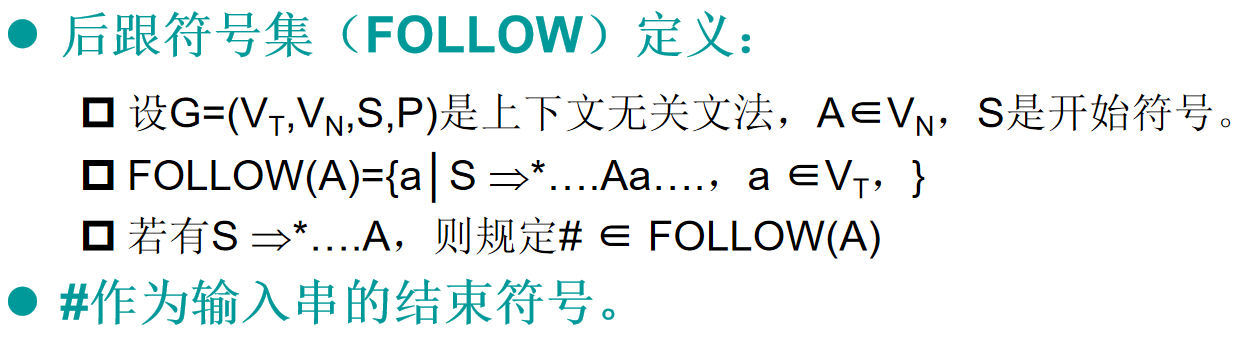 ● 后跟符号集（FOLLOW）定义：
❑ 设G=(V_T,V_N,S,P)是上下文无关文法，A∈V_N，S是开始符号。
❑ FOLLOW(A)={a│S ⇒*….Aa….，a ∈V_T，}
❑ 若有S ⇒*….A，则规定# ∈ FOLLOW(A)
● #作为输入串的结束符号。